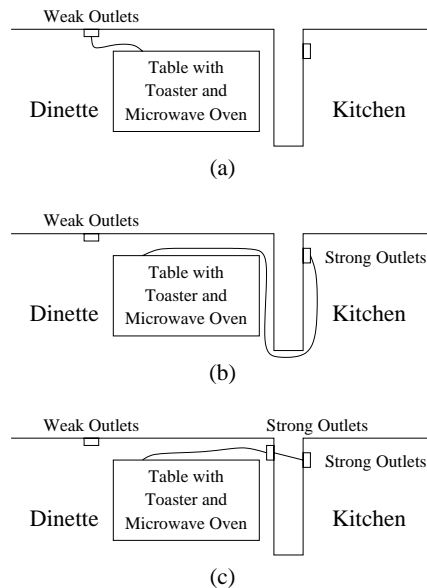 Weak Outlets
Table with
Toaster and
Microwave Oven
Dinette
Kitchen
(a)
Weak Outlets
Strong Outlets
Table with
Toaster and
Microwave Oven
Dinette
Kitchen
(b)
Strong Outlets
Weak Outlets
Strong Outlets
Table with
Toaster and
Microwave Oven
Dinette
Kitchen
(c)